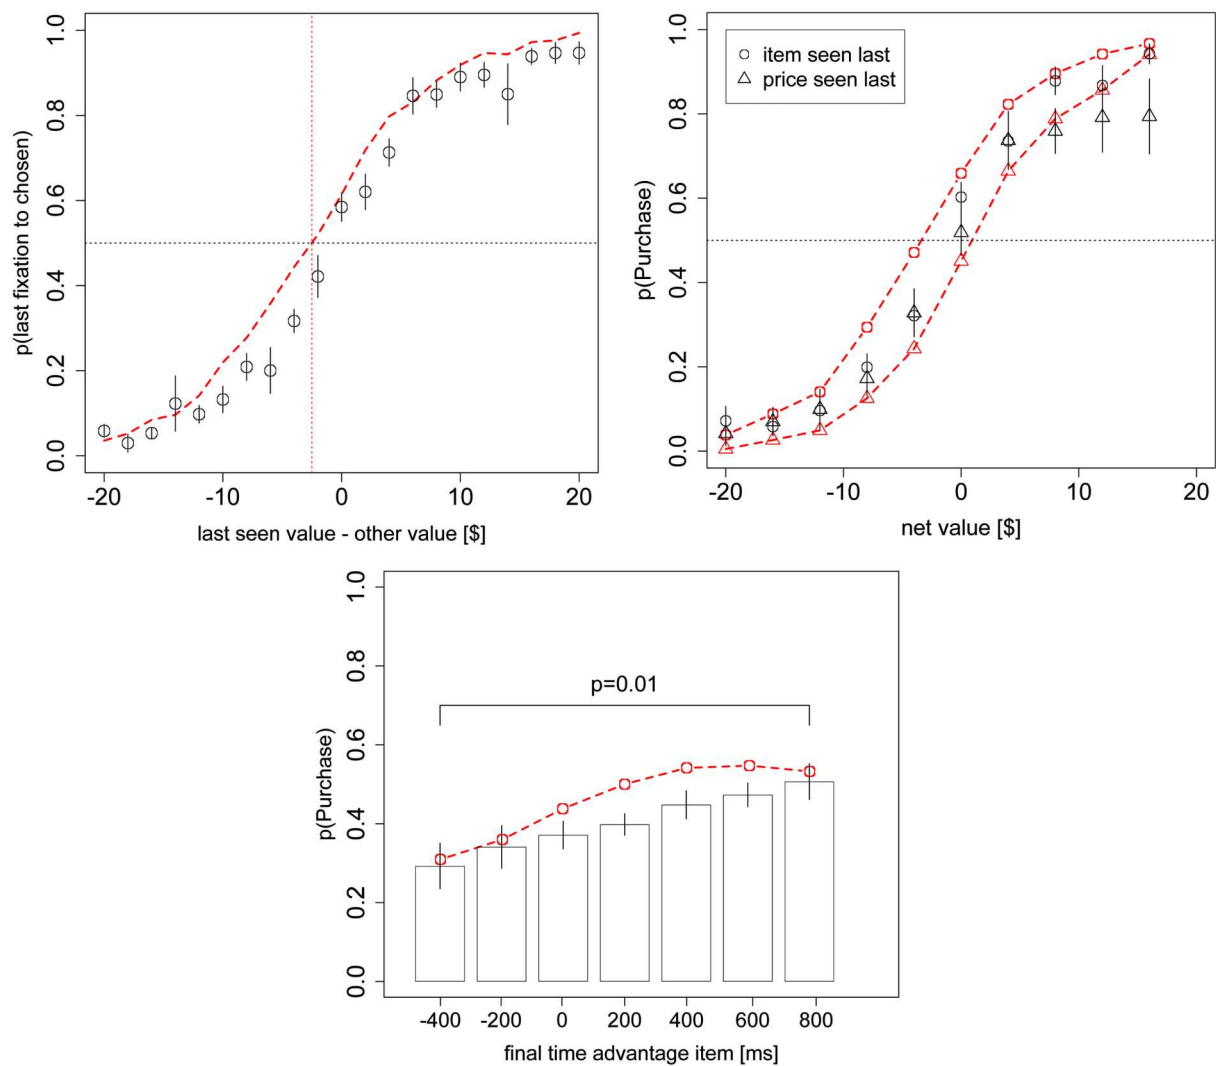 p(last fixation to chosen)
1.0
0.8
0.6
0.4
0.2
0.0
-20 -10 0 10 20
last seen value - other value [$]
p(Purchase)
1.0
0.8
0.6
0.4
0.2
0.0
item seen last
price seen last
-20 -10 0 10 20
net value [$]
p(Purchase)
1.0
0.8
0.6
0.4
0.2
0.0
p=0.01
-400 -200 0 200 400 600 800
final time advantage item [ms]